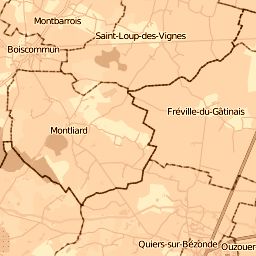 Montbarrois
Saint-Loup-des-Vignes
Boiscommun
Fréville-du-Gâtinais
Montliard
Quiers-sur-Bézonde
Ouzouer